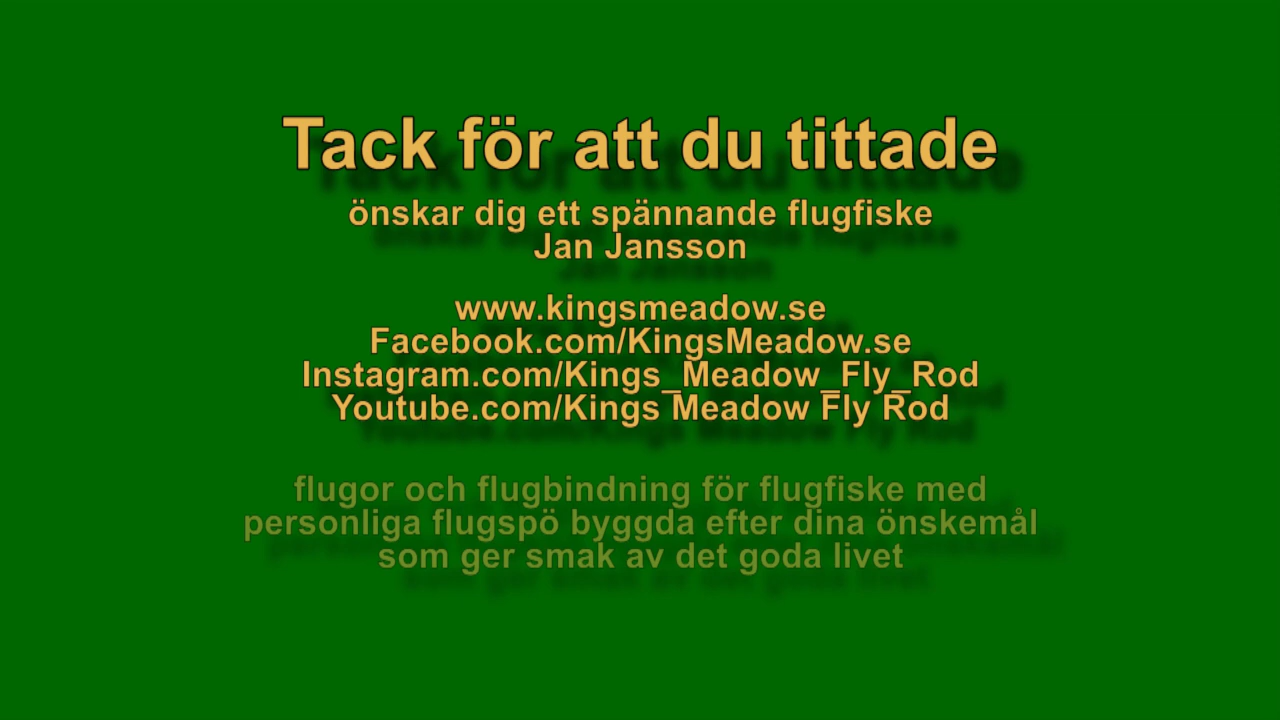 Tack för att du tittade
önskar dig ett spännande flugfiske
Jan Jansson
www.kingsmeadow.se
Facebook.com/KingsMeadow.se
Instagram.com/Kings_Meadow_Fly_Rod
Youtube.com/Kings Meadow Fly Rod
flugor och flugbindning för flugfiske med
personliga flugspö byggda efter dina önskemål
som ger smak av det goda livet